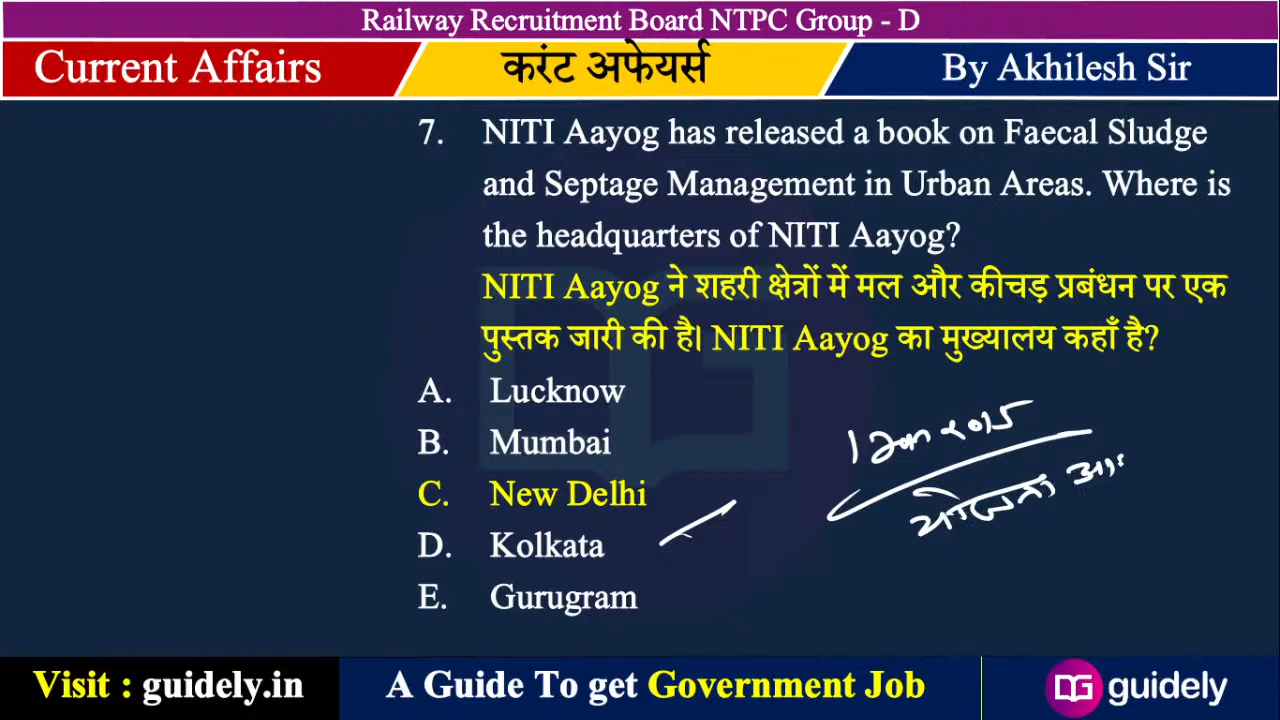 Railway Recruitment Board NTPC Group - D
Current Affairs
करंट अफेयर्स
By Akhilesh Sir
7. NITI Aayog has released a book on Faecal Sludge
and Septage Management in Urban Areas. Where is
the headquarters of NITI Aayog?
NITI Aayog ने शहरी क्षेत्रों में मल और कीचड़ प्रबंधन पर एक
पुस्तक जारी की है। NITI Aayog का मुख्यालय कहाँ है?
A. Lucknow
B. Mumbai
C. New Delhi
D. Kolkata
E. Gurugram
1 Jan 2015
योजना
Visit : guidely.in
A Guide To get Government Job
DG guidely